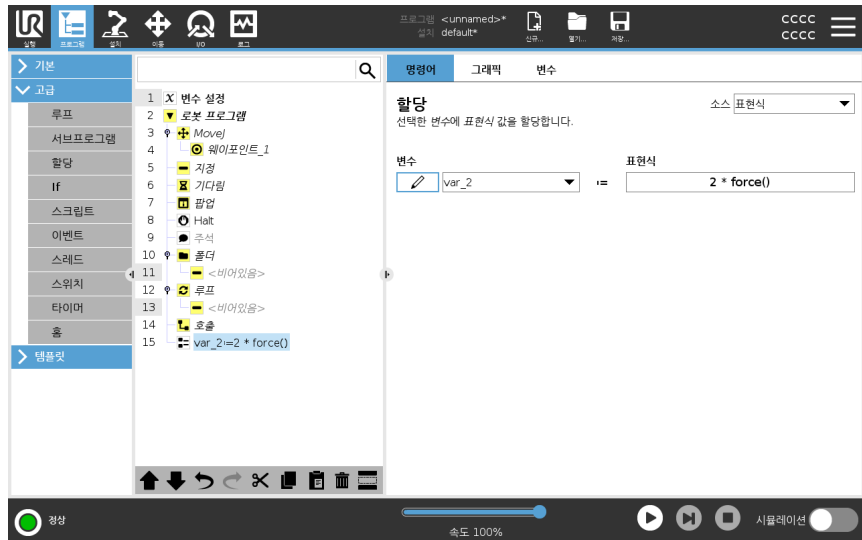 UR
실행
프로그램
설치
이동
I/O
로그
프로그램 <unnamed>*
설치 default*
신규...
열기...
저장...
CCCC
CCCC
기본
고급
루프
서브프로그램
할당
If
스크립트
이벤트
스레드
스위치
타이머
홈
템플릿
1 X 변수 설정
2 로봇 프로그램
3 MoveJ
4 웨이포인트_1
5 지정
6 기다림
7 팝업
8 Halt
9 주석
10 폴더
11 <비어있음>
12 루프
13 <비어있음>
14 호출
15 var_2:=2 * force()
명령어 그래픽 변수
할당
소스 표현식
선택한 변수에 표현식 값을 할당합니다.
변수 표현식
var_2 := 2 * force()
정상
속도 100%
시뮬레이션